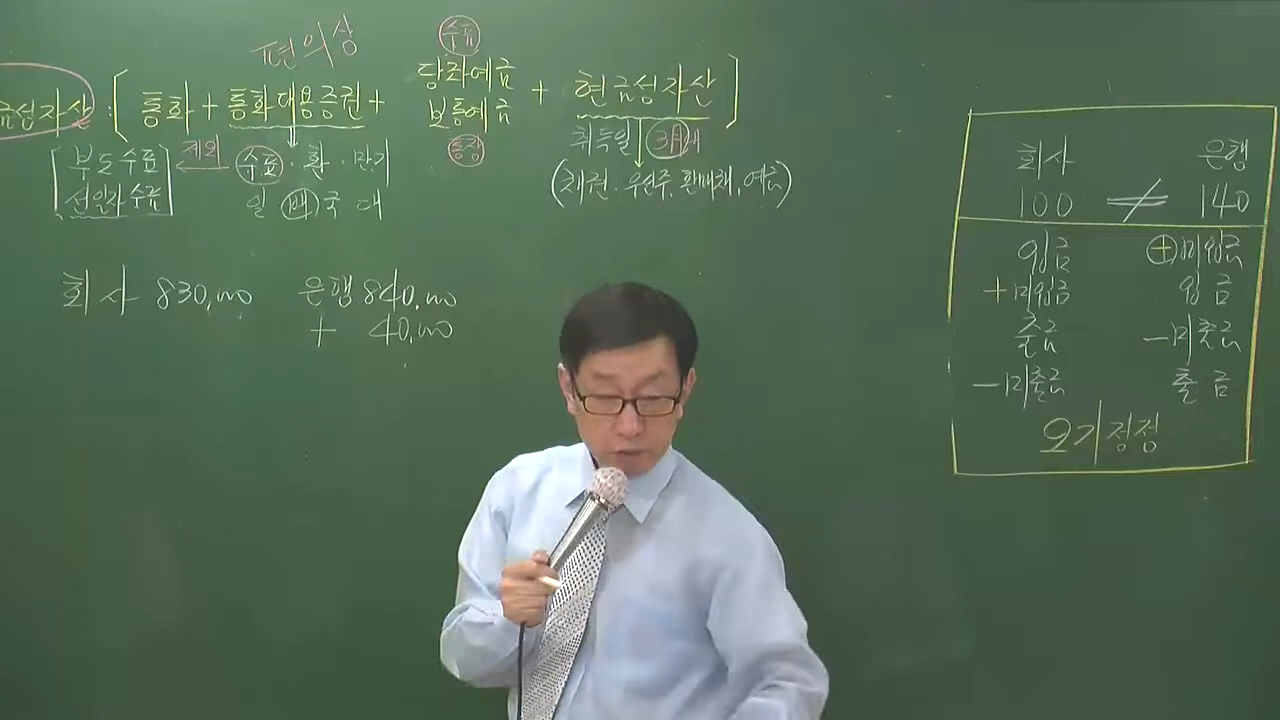 편의상
수표
금성자산 : [ 통화 + 통화대용증권 + 당좌예금 보통예금 + 현금성자산 ]
통장
취득일 3개월
[ 부도수표 선일자수표 ] 제외 수표 · 환 · 만기
일 백 국 대
(채권 · 우선주, 환매채, 예금)
회사 830,000 은행 840,000
+ 40,000
회사 은행
100 ≠ 140
입금 + 미입금
+ 미입금 입금
출금 - 미출금
- 미출금 출금
오기정정